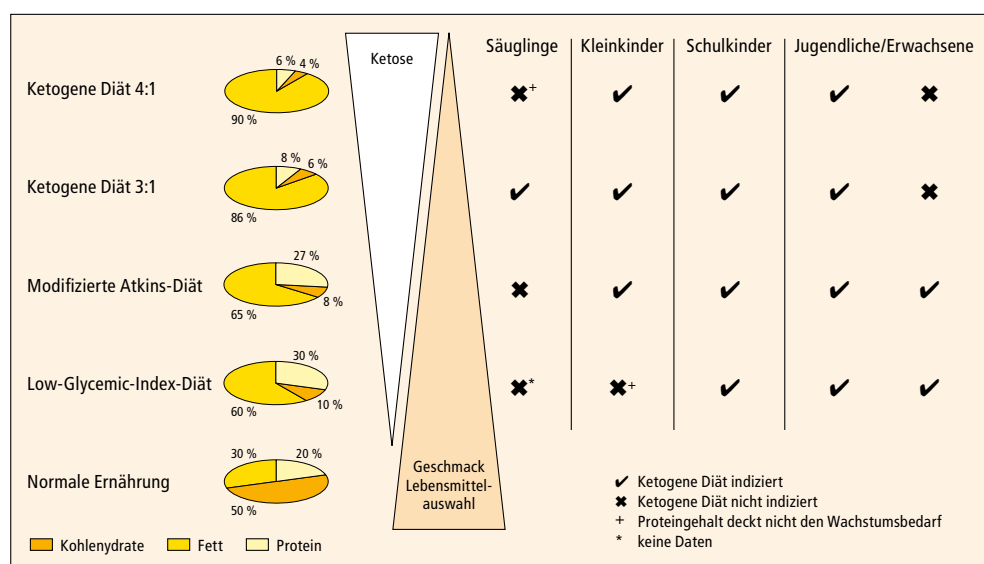 Säuglinge Kleinkinder Schulkinder Jugendliche/Erwachsene
Ketose
Ketogene Diät 4:1
6 % 4 %
90 %
✖+ ✔ ✔ ✔ ✖
Ketogene Diät 3:1
8 % 6 %
86 %
✔ ✔ ✔ ✔ ✖
Modifizierte Atkins-Diät
27 %
8 %
65 %
✖ ✔ ✔ ✔ ✔
Low-Glycemic-Index-Diät
30 %
10 %
60 %
✖* ✖+ ✔ ✔ ✔
Normale Ernährung
30 % 20 %
50 %
Geschmack
Lebensmittel-
auswahl
✔ Ketogene Diät indiziert
✖ Ketogene Diät nicht indiziert
+ Proteingehalt deckt nicht den Wachstumsbedarf
* keine Daten
Kohlenydrate Fett Protein